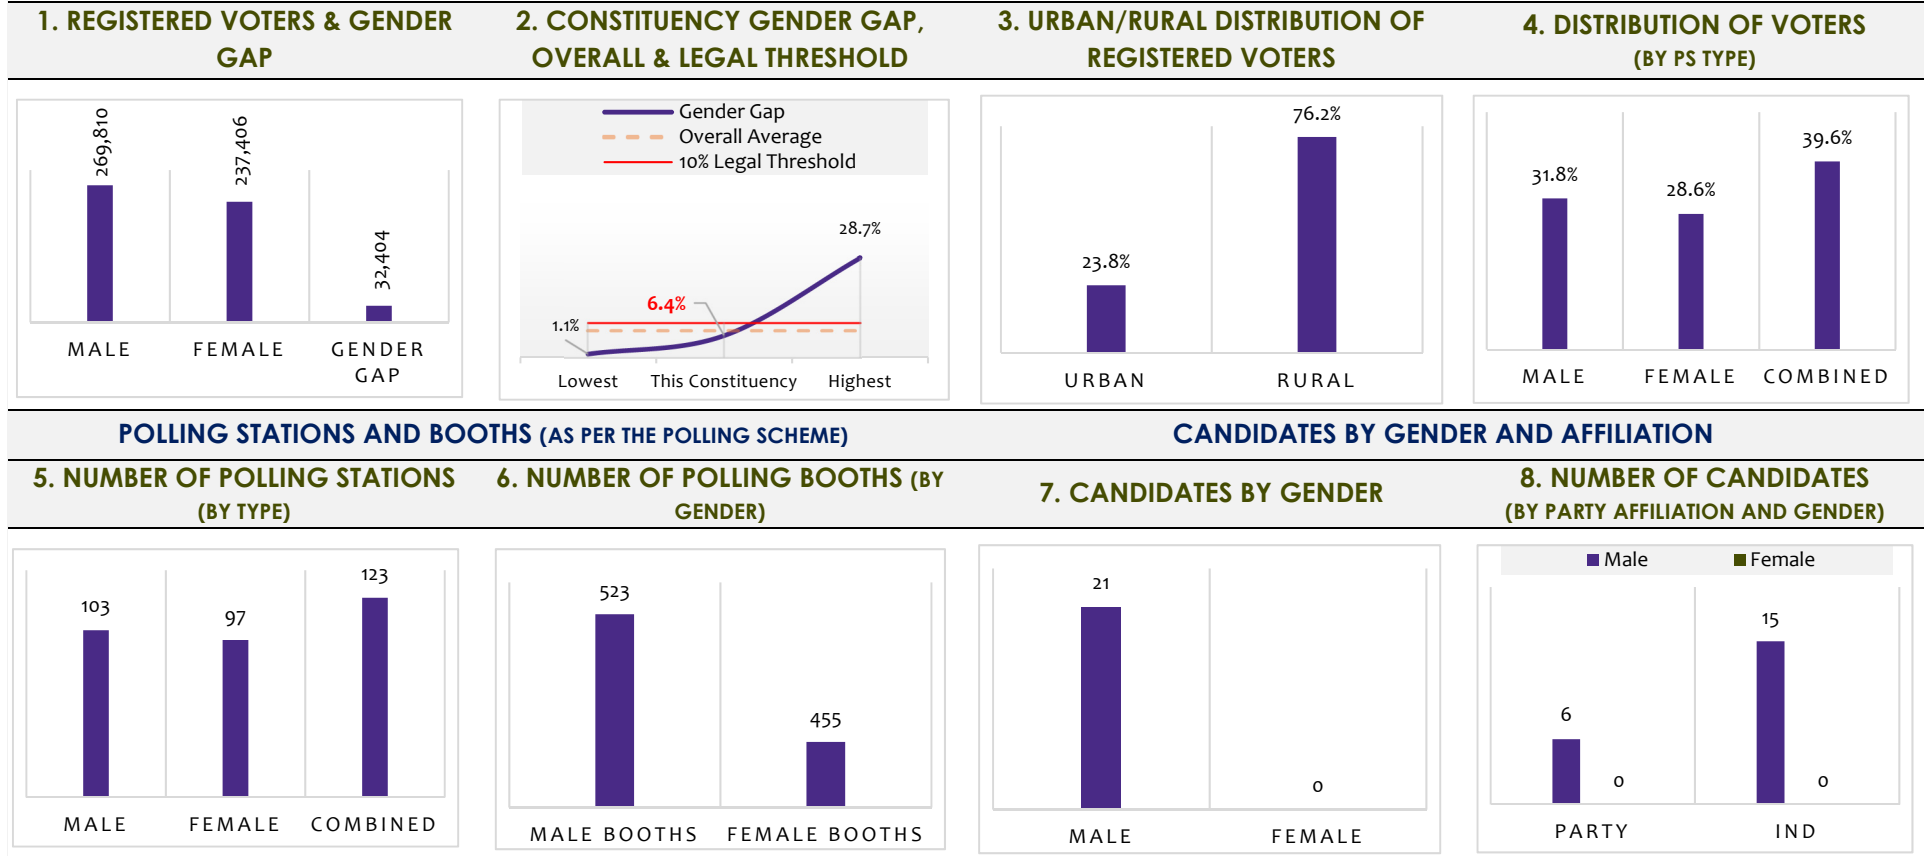 1. REGISTERED VOTERS & GENDER
GAP
2. CONSTITUENCY GENDER GAP,
OVERALL & LEGAL THRESHOLD
3. URBAN/RURAL DISTRIBUTION OF
REGISTERED VOTERS
4. DISTRIBUTION OF VOTERS
(BY PS TYPE)
269,810
237,406
32,404
MALE
FEMALE
GENDER
GAP
Gender Gap
Overall Average
10% Legal Threshold
28.7%
6.4%
1.1%
Lowest
This Constituency
Highest
76.2%
23.8%
URBAN
RURAL
39.6%
31.8%
28.6%
MALE
FEMALE
COMBINED
POLLING STATIONS AND BOOTHS (AS PER THE POLLING SCHEME)
CANDIDATES BY GENDER AND AFFILIATION
5. NUMBER OF POLLING STATIONS
(BY TYPE)
6. NUMBER OF POLLING BOOTHS (BY
GENDER)
7. CANDIDATES BY GENDER
8. NUMBER OF CANDIDATES
(BY PARTY AFFILIATION AND GENDER)
103
97
123
MALE
FEMALE
COMBINED
523
455
MALE BOOTHS
FEMALE BOOTHS
21
0
MALE
FEMALE
Male
Female
6
0
15
0
PARTY
IND